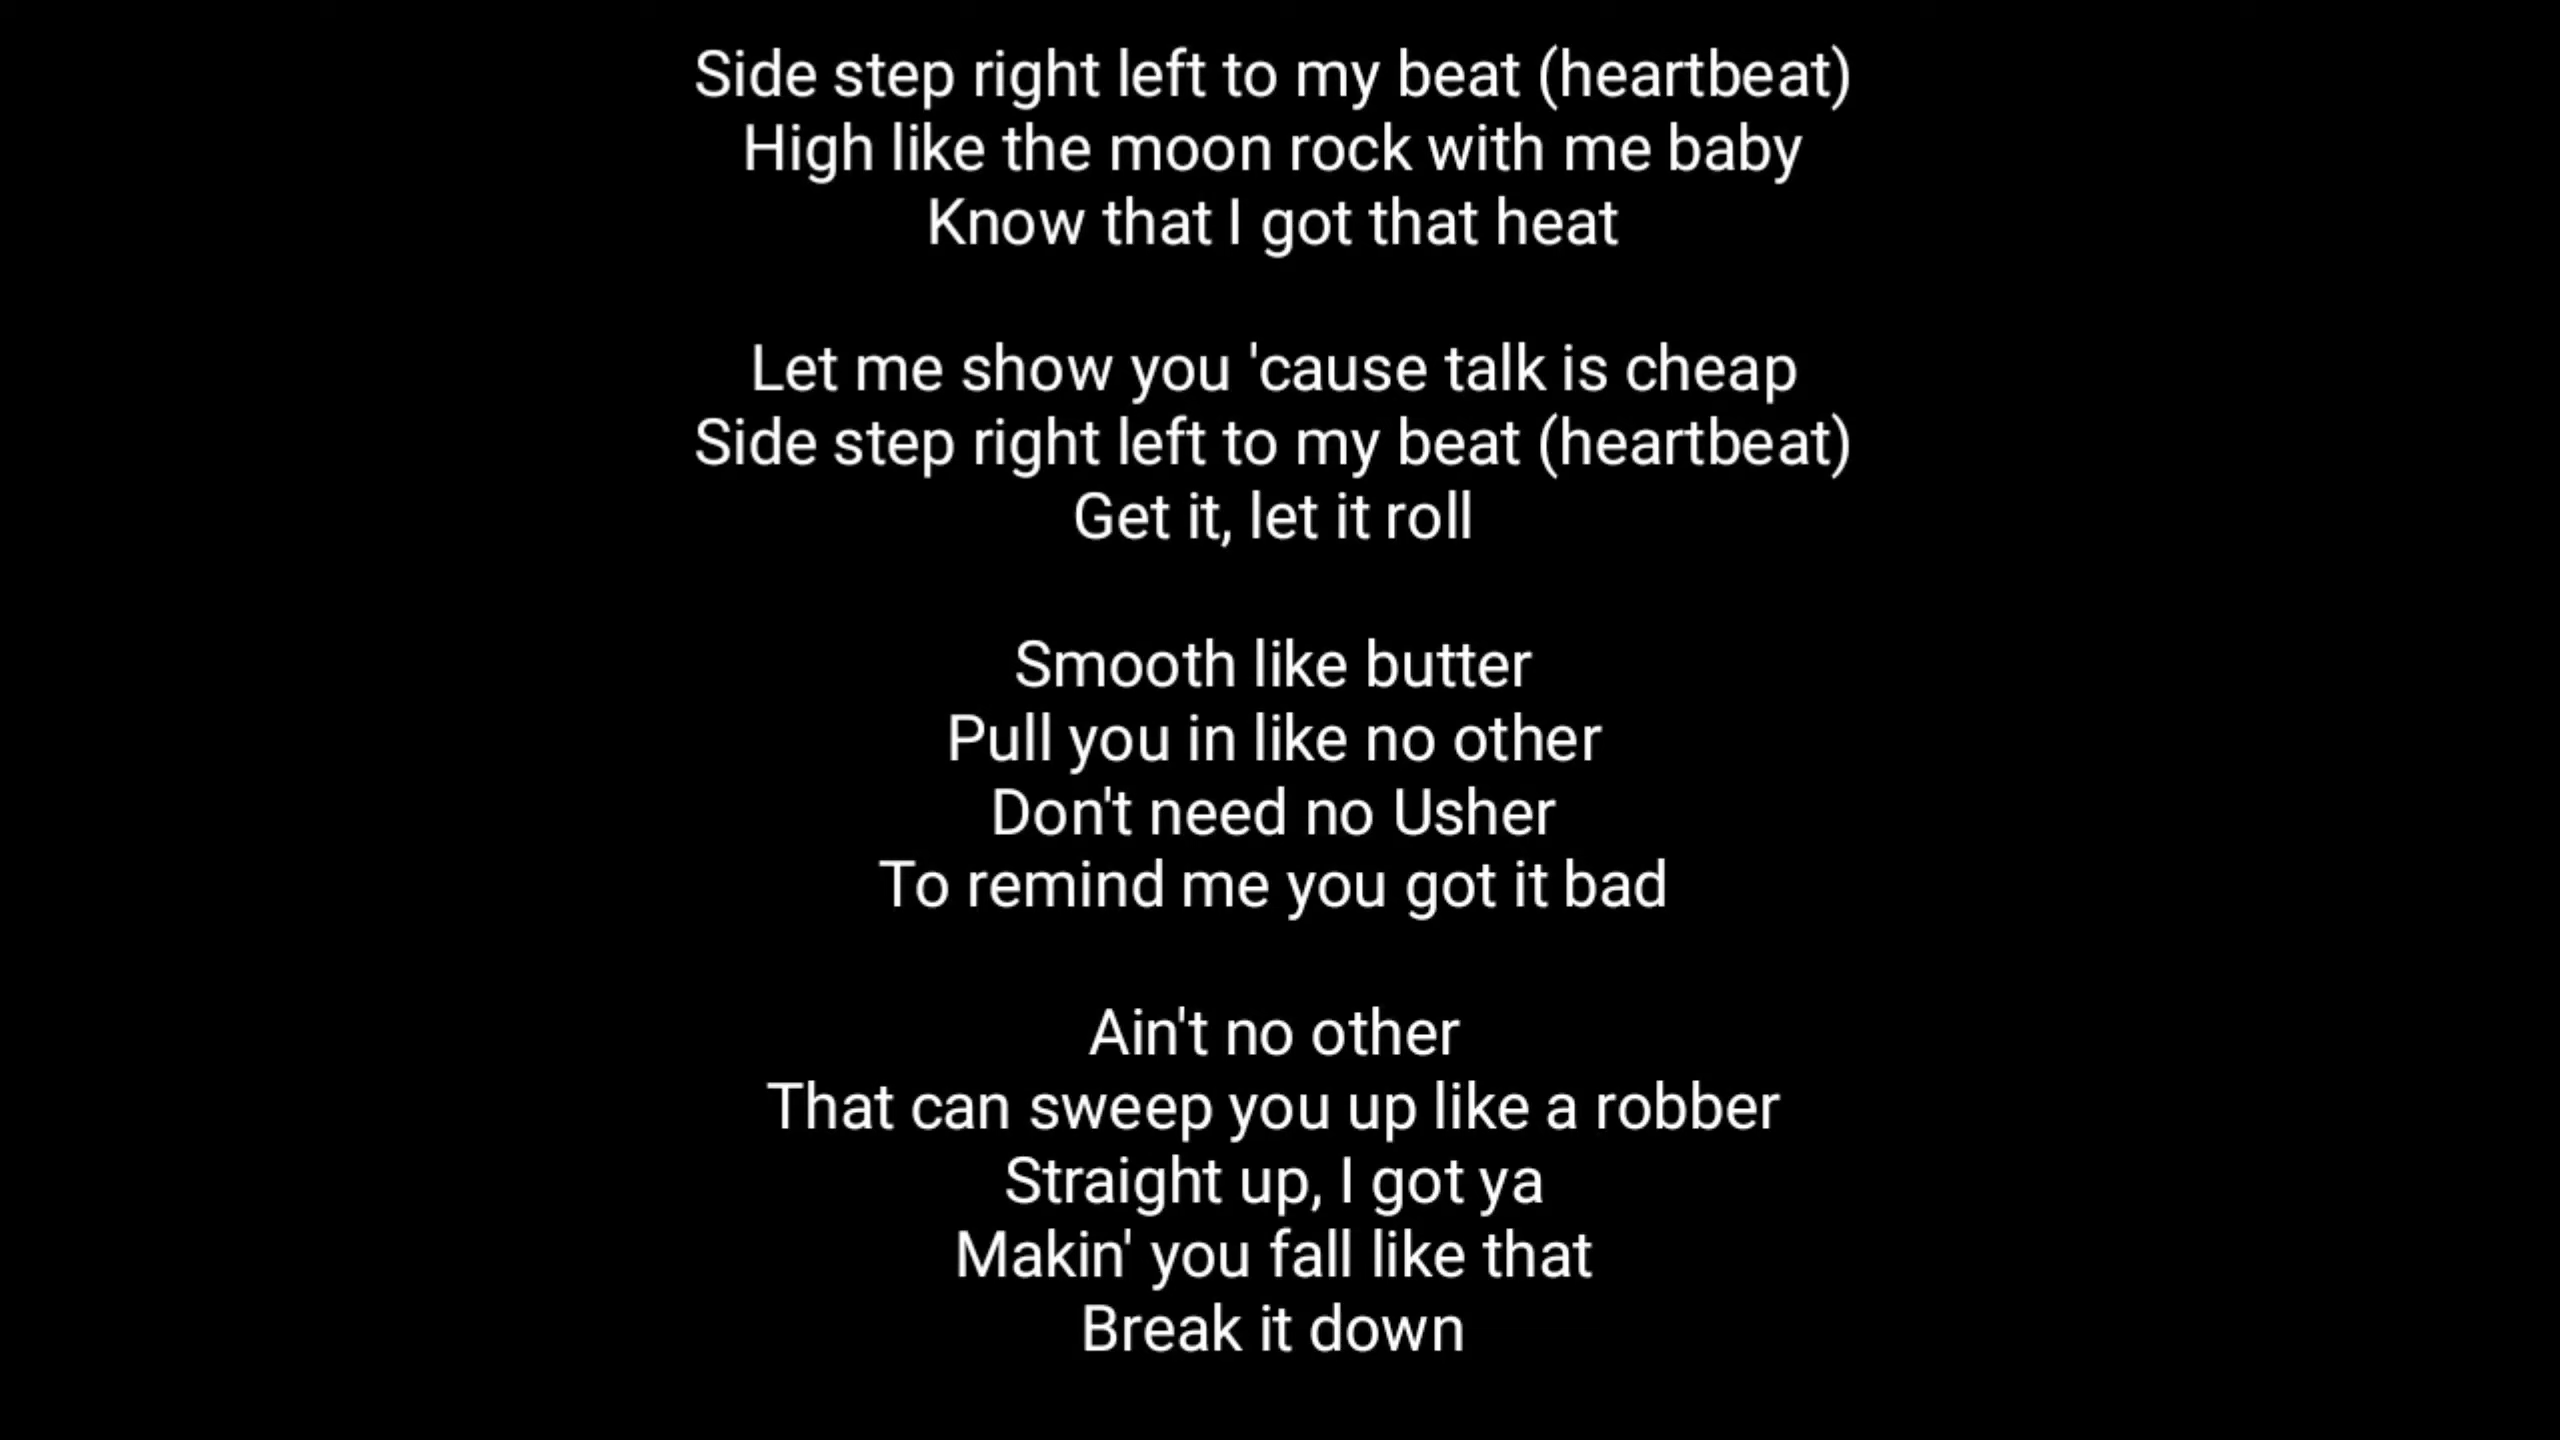 Side step right left to my beat (heartbeat)
High like the moon rock with me baby
Know that I got that heat
Let me show you 'cause talk is cheap
Side step right left to my beat (heartbeat)
Get it, let it roll
Smooth like butter
Pull you in like no other
Don't need no Usher
To remind me you got it bad
Ain't no other
That can sweep you up like a robber
Straight up, I got ya
Makin' you fall like that
Break it down